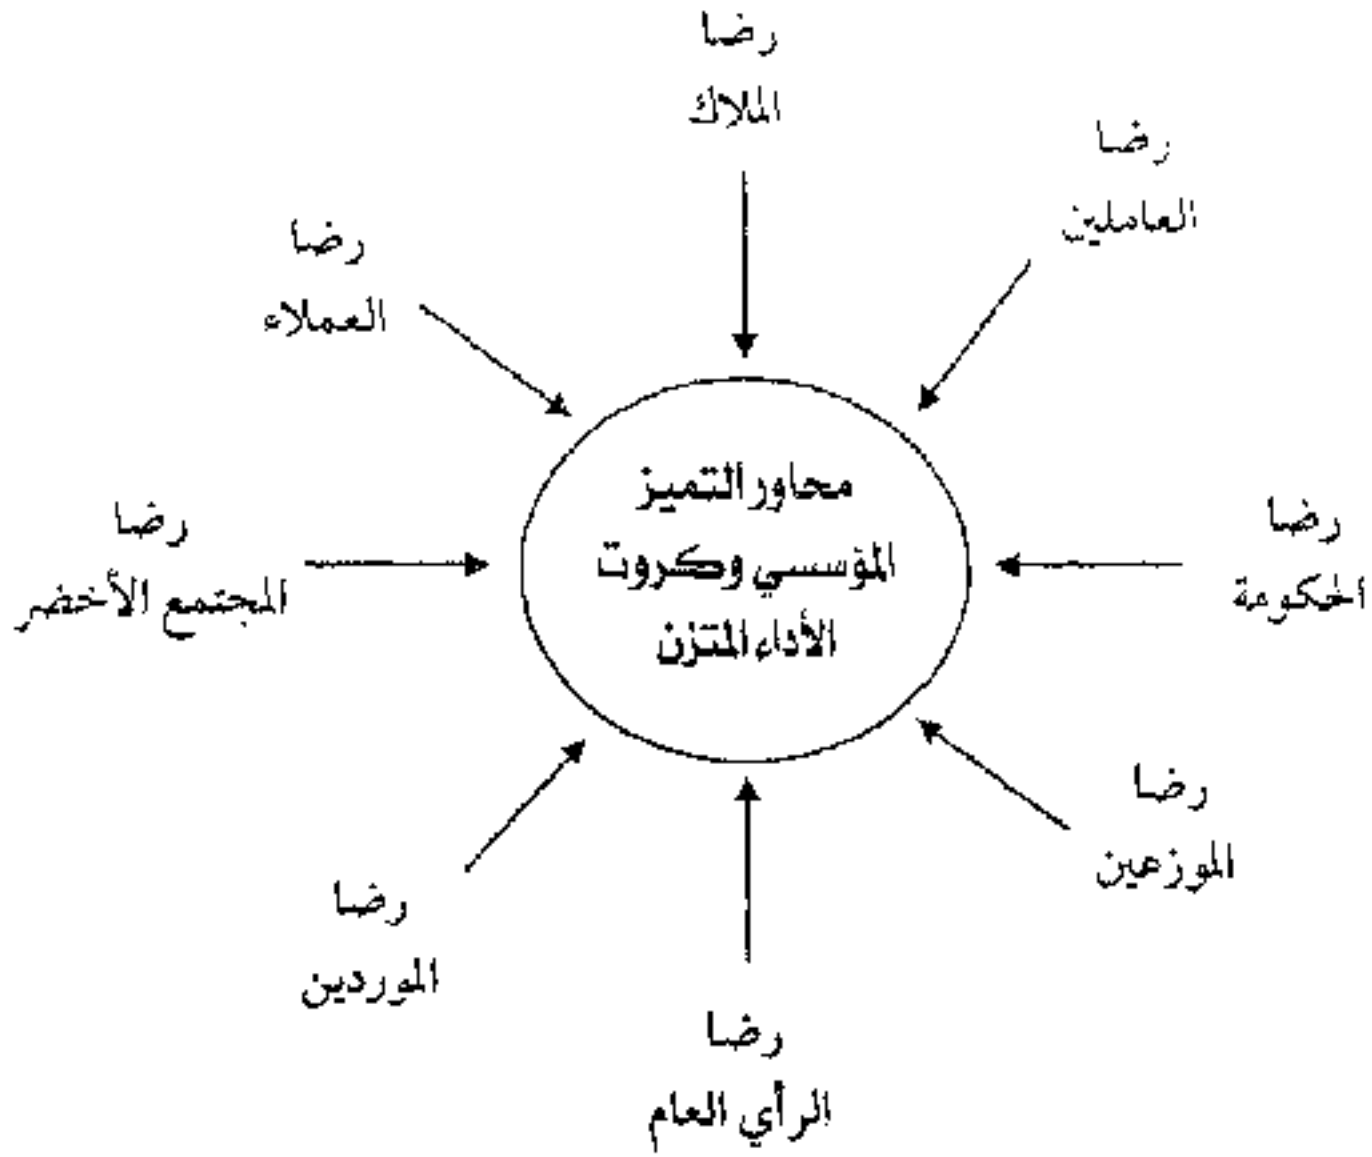 رضا
الملاك
رضا
العاملين
رضا
العملاء
محاور التميز
المؤسسي وكروت
الأداء المتزن
رضا
الحكومة
رضا
المجتمع الأخضر
رضا
الموزعين
رضا
الموردين
رضا
الرأي العام